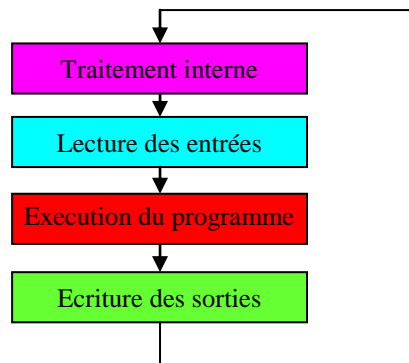 Traitement interne
Lecture des entrées
Execution du programme
Ecriture des sorties